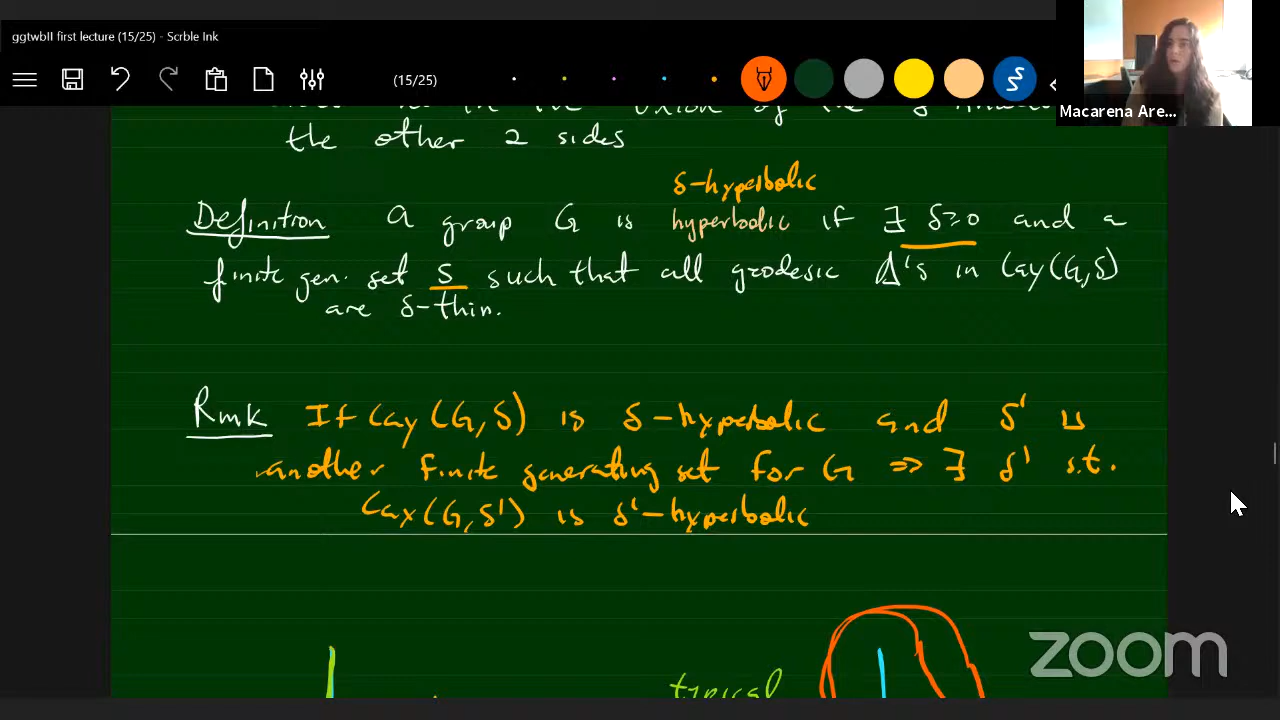 ggtwbII first lecture (15/25) - Scrble Ink
(15/25)
Macarena Are...
the other 2 sides
δ-hyperbolic
Definition A group G is hyperbolic if ∃ δ≥0 and a
finite gen. set S such that all geodesic Δ's in Cay(G,S)
are δ-thin.
Rmk If Cay (G,S) is δ-hyperbolic and S' is
another finite generating set for G => ∃ δ' s.t.
Cay(G,S') is δ'-hyperbolic
typical
zoom